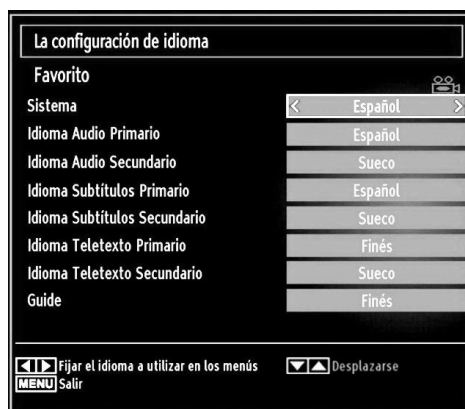 La configuración de idioma
Favorito
Sistema Español
Idioma Audio Primario Español
Idioma Audio Secundario Sueco
Idioma Subtítulos Primario Español
Idioma Subtítulos Secundario Sueco
Idioma Teletexto Primario Finés
Idioma Teletexto Secundario Sueco
Guide Finés
Fijar el idioma a utilizar en los menús Desplazarse
MENU Salir